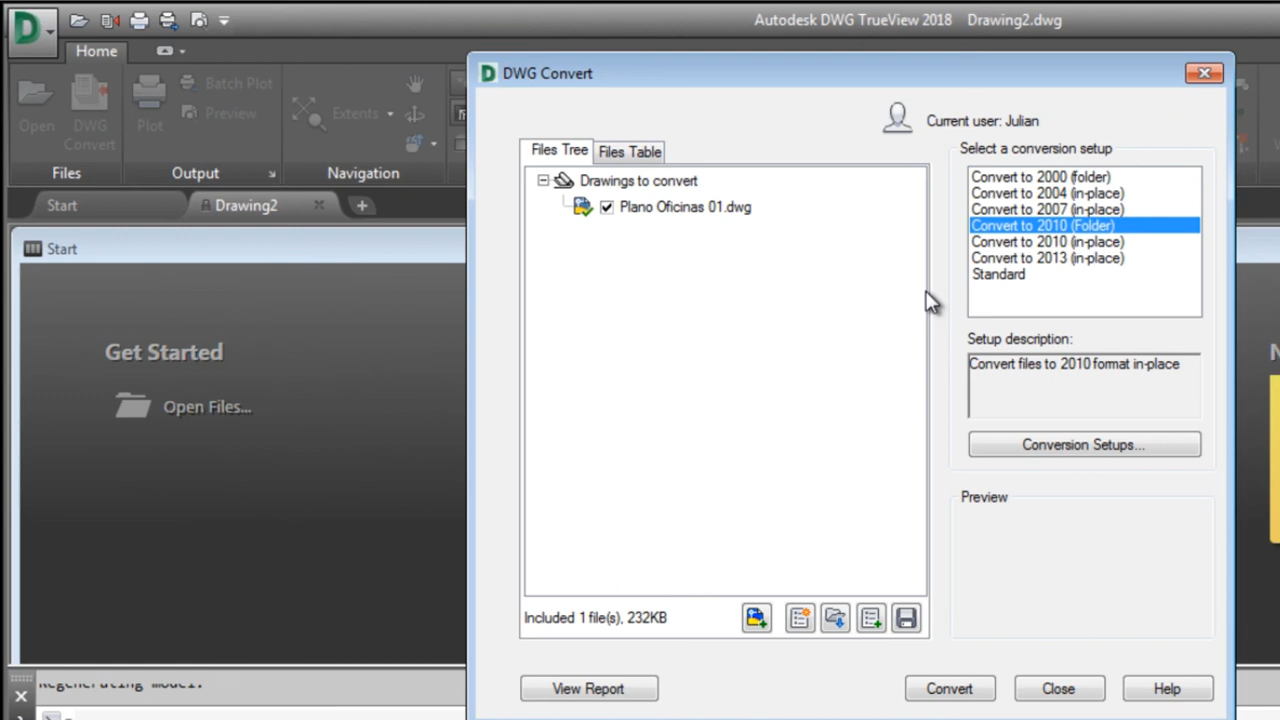 Autodesk DWG TrueView 2018 Drawing2.dwg
Home
Open
DWG Convert
Plot
Batch Plot
Preview
Extents
Files
Output
Navigation
Start
Drawing2
Start
Get Started
Open Files...
Regenerating model.
DWG Convert
Current user: Julian
Files Tree
Files Table
Drawings to convert
Plano Oficinas 01.dwg
Included 1 file(s), 232KB
View Report
Select a conversion setup
Convert to 2000 (folder)
Convert to 2004 (in-place)
Convert to 2007 (in-place)
Convert to 2010 (Folder)
Convert to 2010 (in-place)
Convert to 2013 (in-place)
Standard
Setup description:
Convert files to 2010 format in-place
Conversion Setups...
Preview
Convert
Close
Help